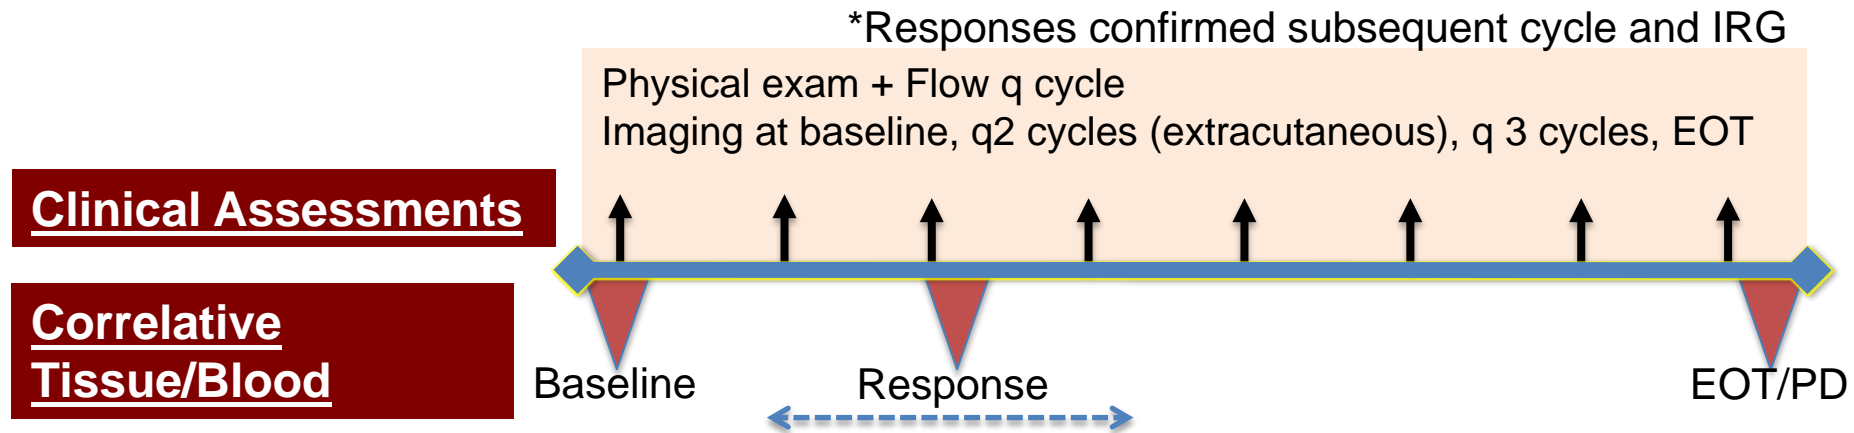 *Responses confirmed subsequent cycle and IRG
Physical exam + Flow q cycle
Imaging at baseline, q2 cycles (extracutaneous), q 3 cycles, EOT
Clinical Assessments
Correlative
Tissue/Blood
Baseline
Response
EOT/PD